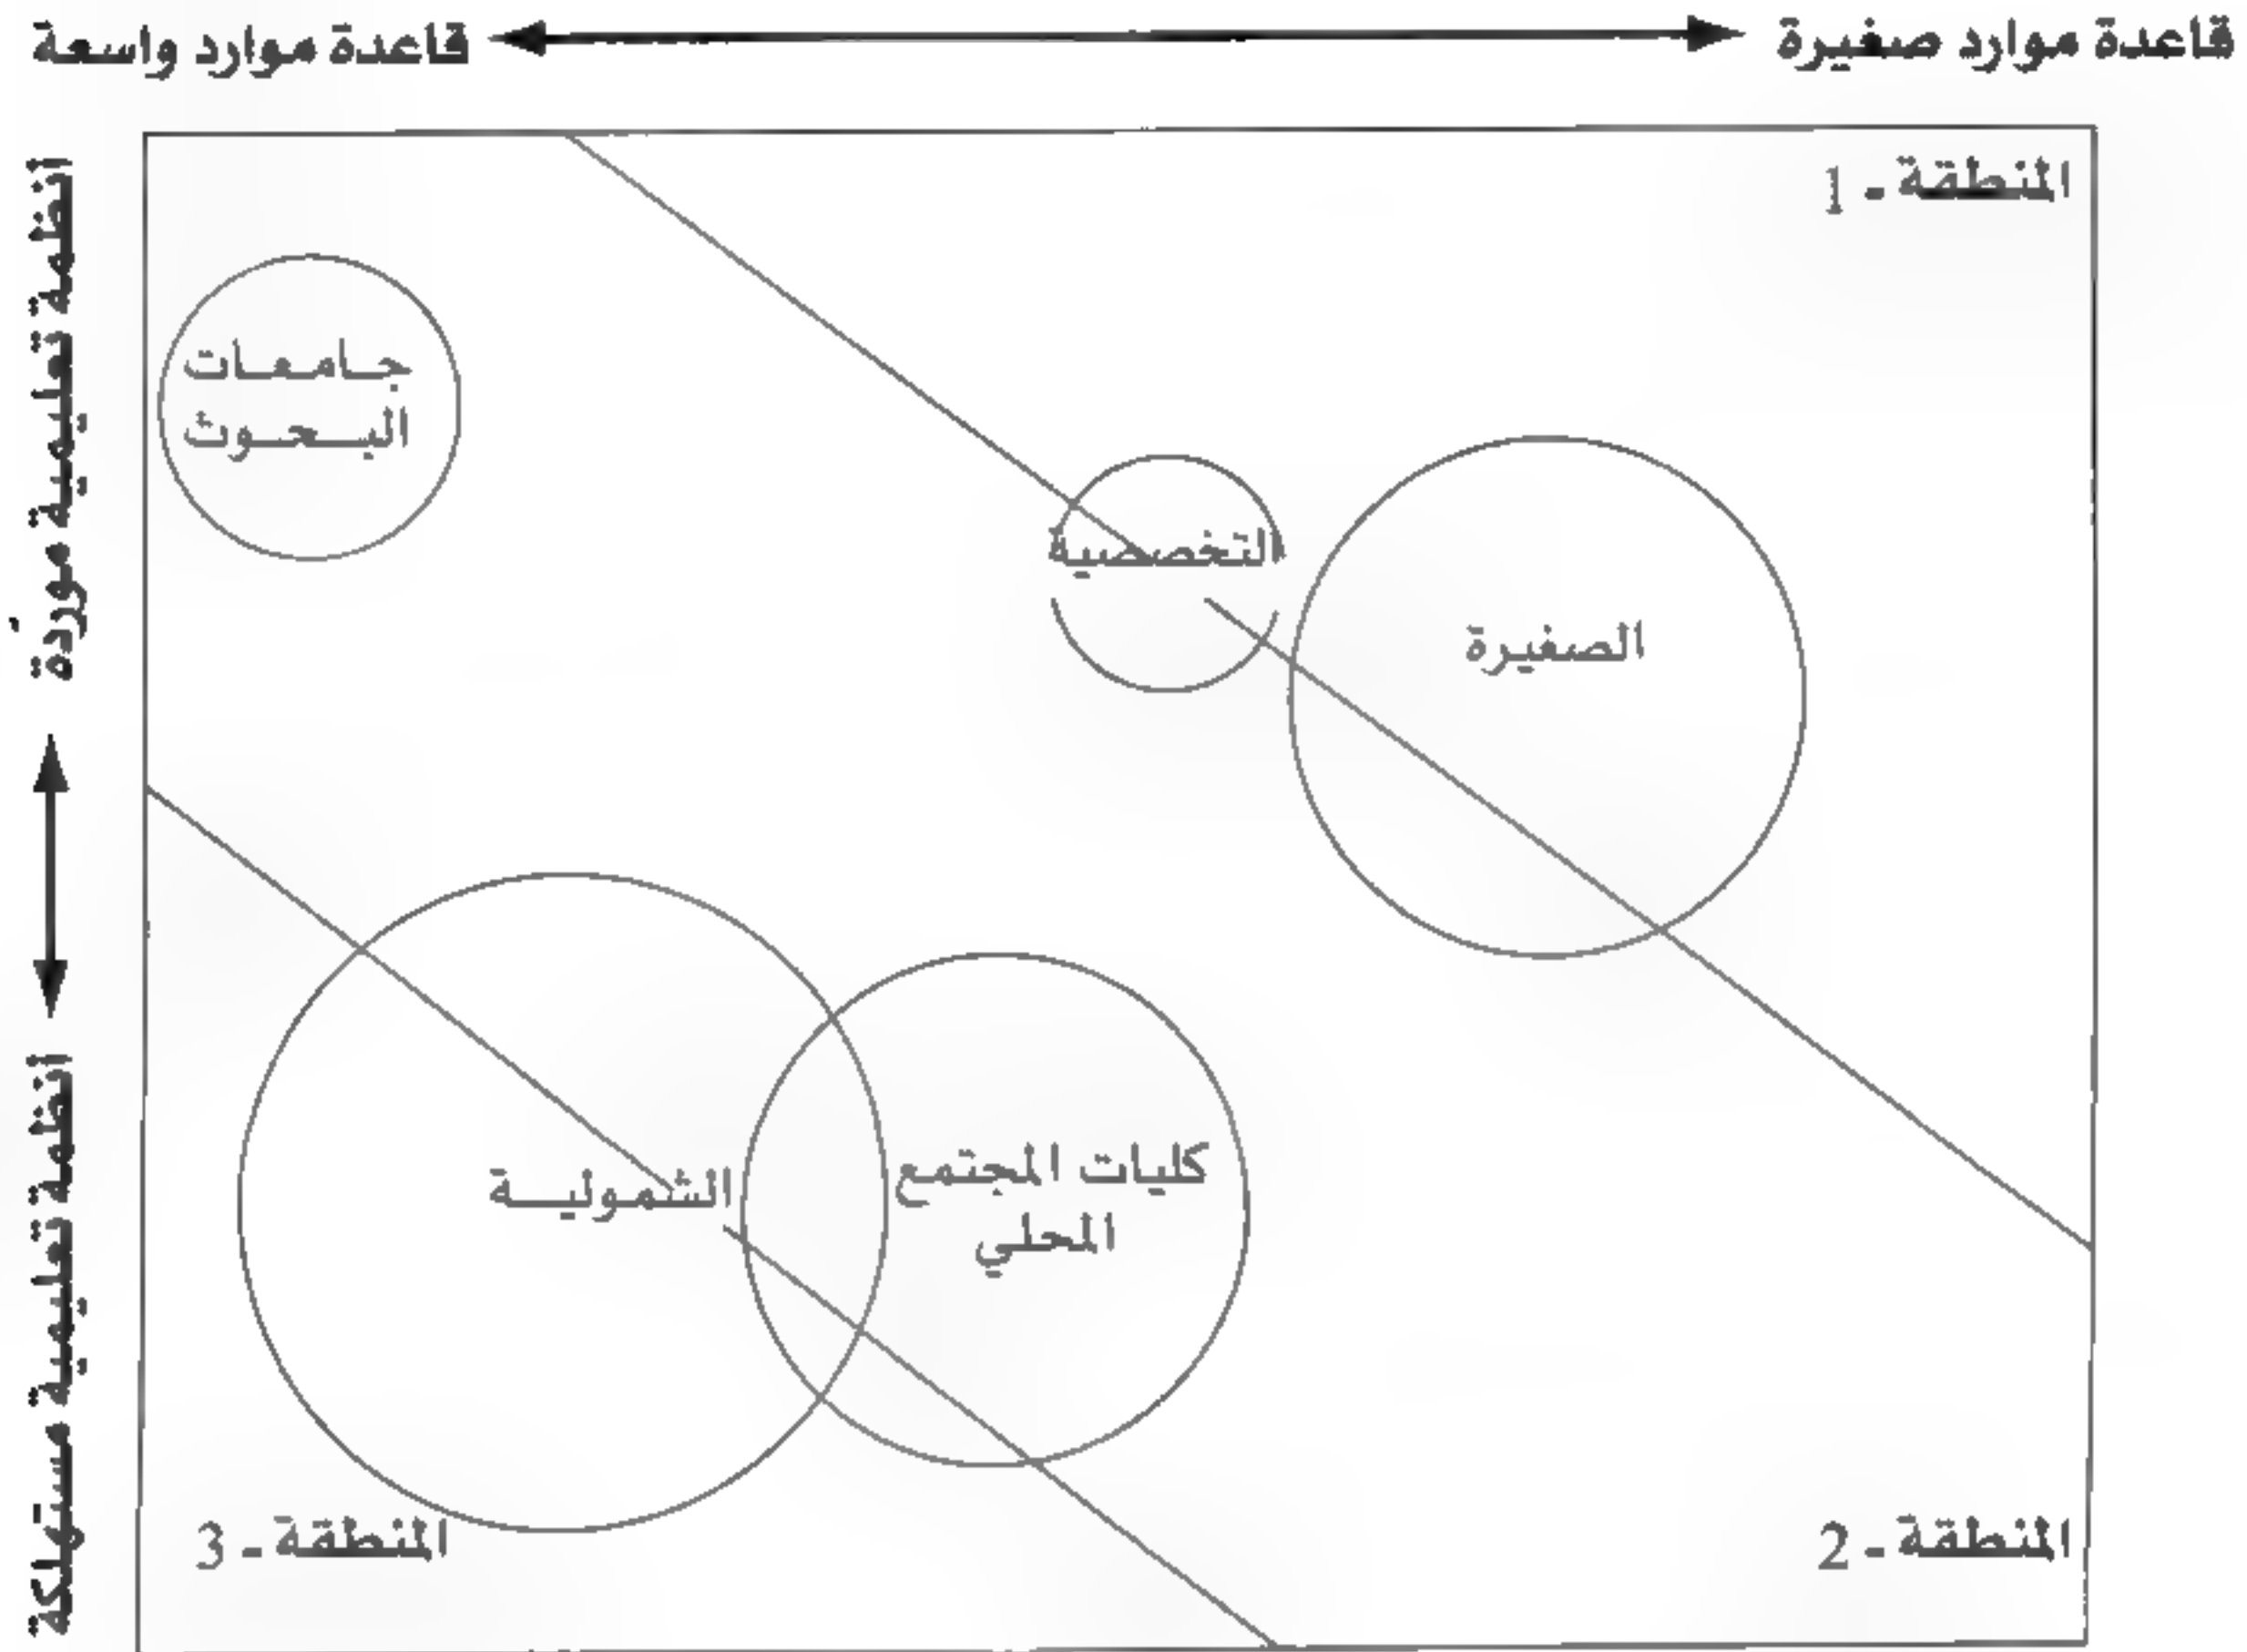 قاعدة موارد صغيرة
قاعدة موارد واسعة
المنطقة - 1
جامعات
البحوث
التخصصية
الصغيرة
الشمولية
كليات المجتمع
المحلي
المنطقة - 2
المنطقة - 3
أنظمة تعليمية موردة
أنظمة تعليمية مستهلكة